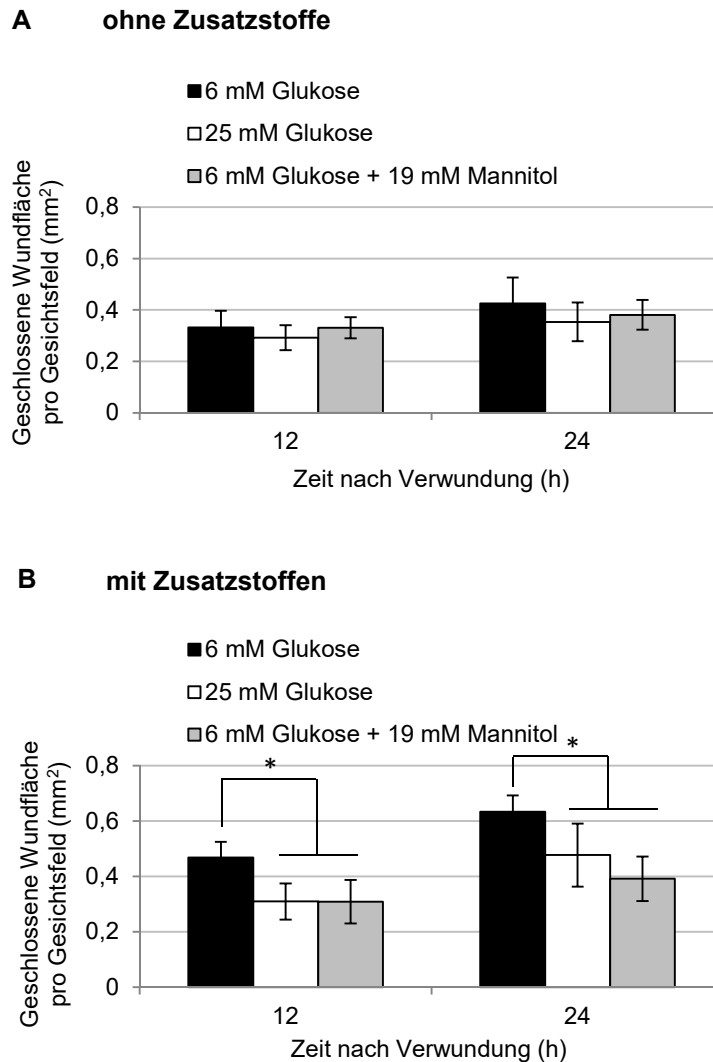 A ohne Zusatzstoffe
6 mM Glukose
25 mM Glukose
6 mM Glukose + 19 mM Mannitol
Geschlossene Wundfläche
pro Gesichtsfeld (mm²)
0,8
0,6
0,4
0,2
0
12 24
Zeit nach Verwundung (h)
B mit Zusatzstoffen
6 mM Glukose
25 mM Glukose
6 mM Glukose + 19 mM Mannitol
Geschlossene Wundfläche
pro Gesichtsfeld (mm²)
0,8
0,6
0,4
0,2
0
* *
12 24
Zeit nach Verwundung (h)